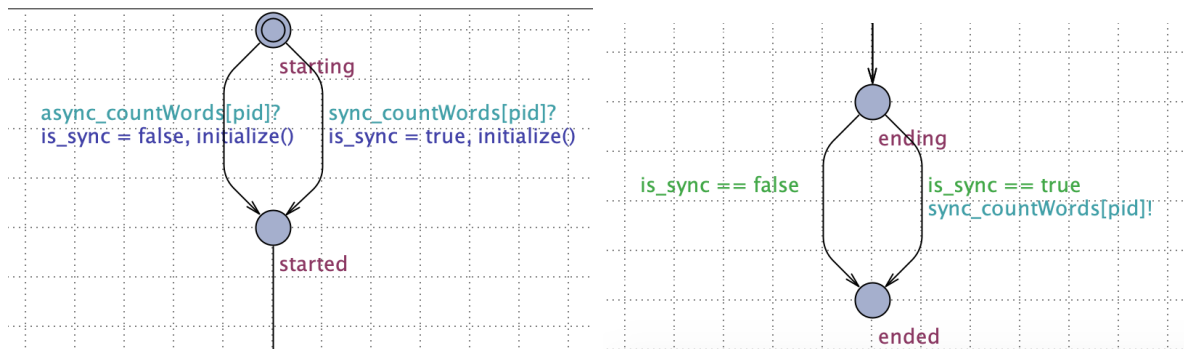 starting
async_countWords[pid]?
is_sync = false, initialize()
sync_countWords[pid]?
is_sync = true, initialize()
started
ending
is_sync == false
is_sync == true
sync_countWords[pid]!
ended